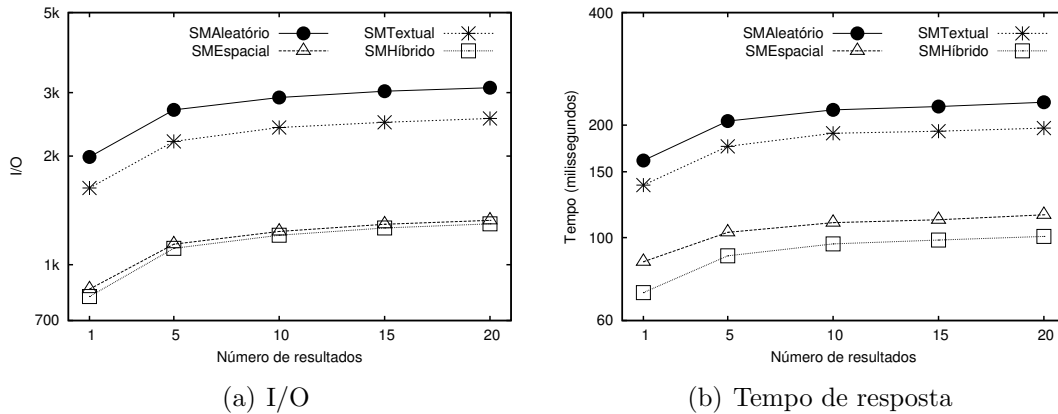 5k
3k
2k
1k
700
I/O
SMAleatório
SMEspacial
SMTextual
SMHíbrido
1 5 10 15 20
Número de resultados
(a) I/O
400
200
150
100
60
Tempo (milissegundos)
SMAleatório
SMEspacial
SMTextual
SMHíbrido
1 5 10 15 20
Número de resultados
(b) Tempo de resposta